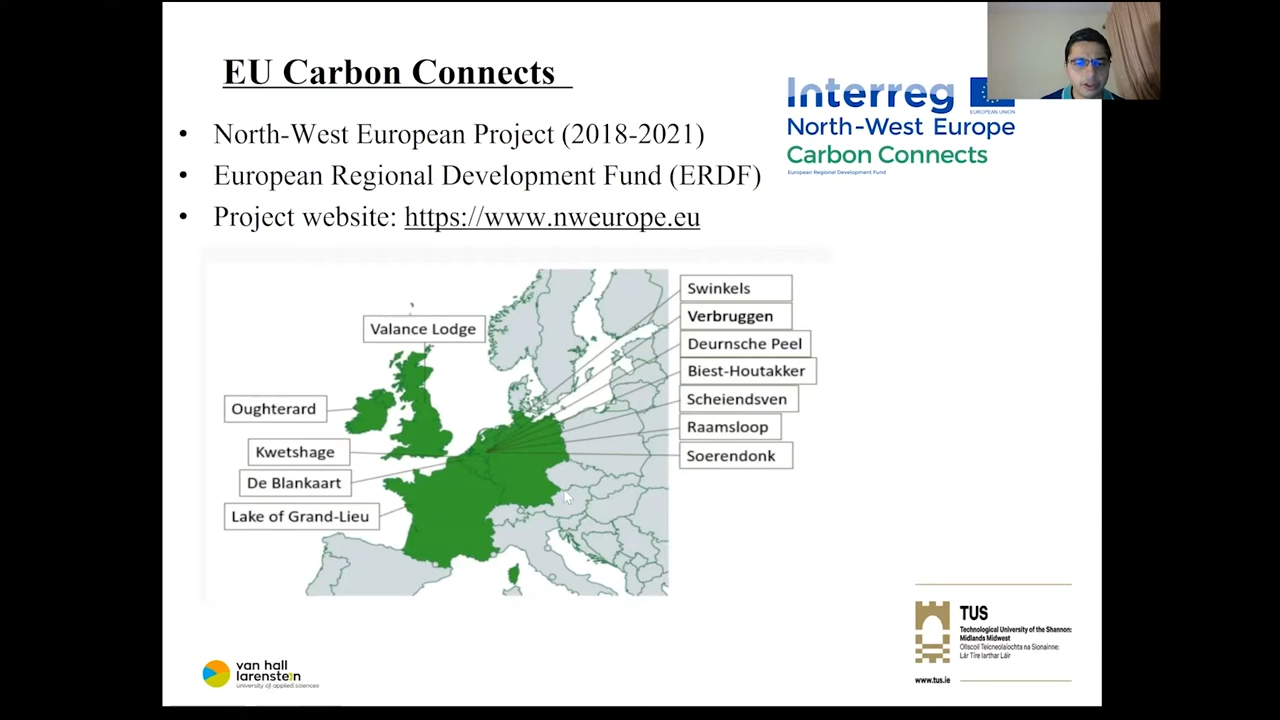 EU Carbon Connects
• North-West European Project (2018-2021)
• European Regional Development Fund (ERDF)
• Project website: https://www.nweurope.eu
Interreg
EUROPEAN UNION
North-West Europe
Carbon Connects
European Regional Development Fund
Valance Lodge
Oughterard
Kwetshage
De Blankaart
Lake of Grand-Lieu
Swinkels
Verbruggen
Deurnsche Peel
Biest-Houtakker
Scheiendsven
Raamsloop
Soerendonk
van hall
larenstein
university of applied sciences
TUS
Technological University of the Shannon:
Midlands Midwest
Ollscoil Teicneolaíochta na Sionainne:
Lár Tíre Iarthar Láir
www.tus.ie